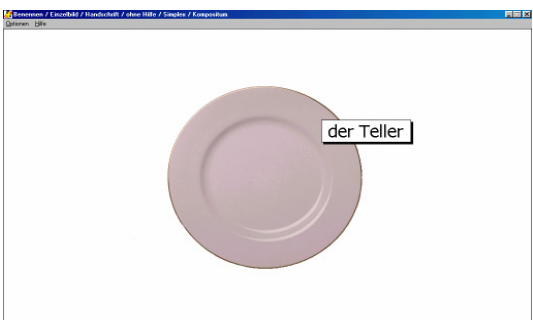 Benennen / Einzelbild / Handschrift / ohne Hilfe / Simplex / Kompositum
Optionen Hilfe
der Teller